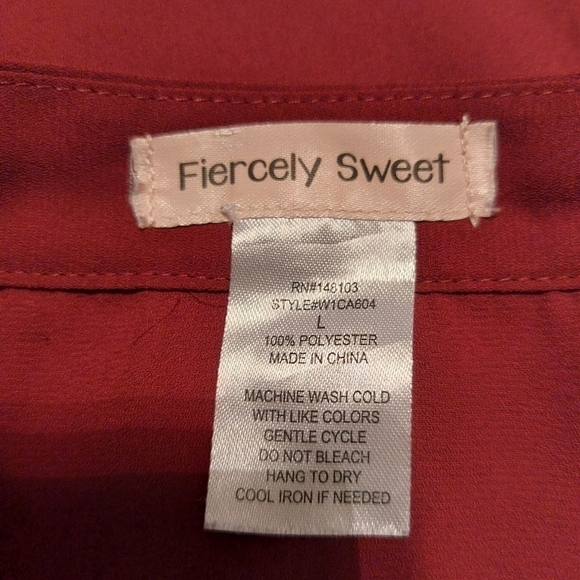 Fiercely Sweet
RN#148103
STYLE#W1CA604
L
100% POLYESTER
MADE IN CHINA
MACHINE WASH COLD
WITH LIKE COLORS
GENTLE CYCLE
DO NOT BLEACH
HANG TO DRY
COOL IRON IF NEEDED